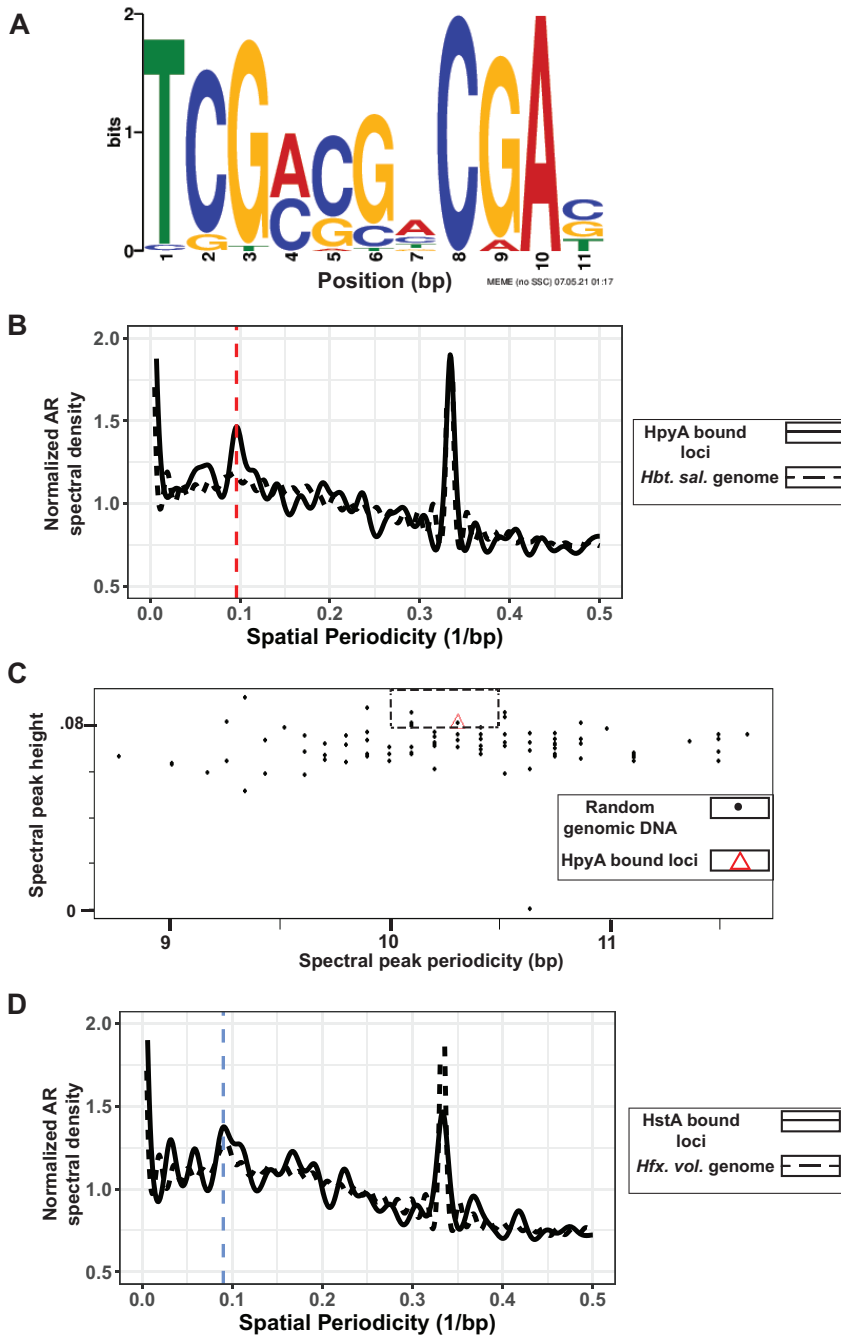 A
2
bits
1
0
TCGACGACGA
C
C G C C A G
G T G C T T
1 2 3 4 5 6 7 8 9 10 11
Position (bp)
MEME (no SSC) 07.05.21 01:17
B
Normalized AR
spectral density
2.0
1.5
1.0
0.5
0.0 0.1 0.2 0.3 0.4 0.5
Spatial Periodicity (1/bp)
HpyA bound
loci
Hbt. sal. genome
C
Spectral peak height
.08
0
9 10 11
Spectral peak periodicity (bp)
Random
genomic DNA
HpyA bound loci
D
Normalized AR
spectral density
2.0
1.5
1.0
0.5
0.0 0.1 0.2 0.3 0.4 0.5
Spatial Periodicity (1/bp)
HstA bound
loci
Hfx. vol. genome